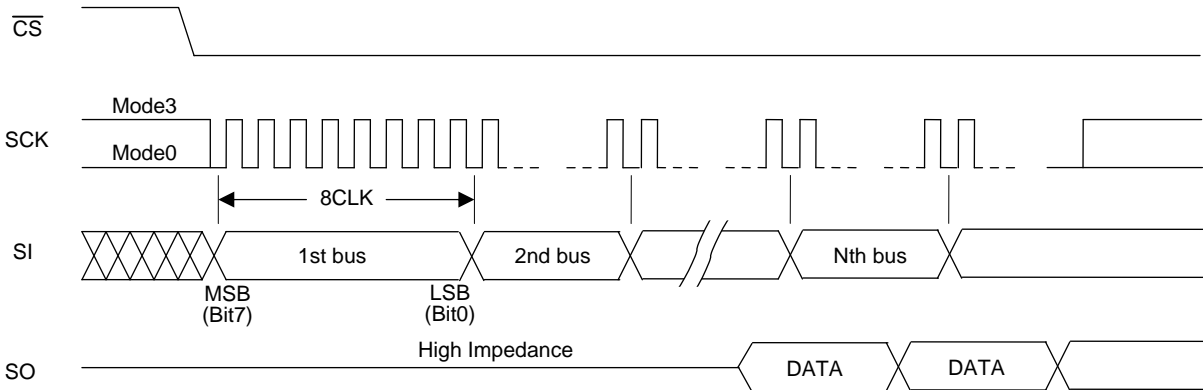 CS
Mode3
SCK
Mode0
8CLK
SI
1st bus
2nd bus
Nth bus
MSB
(Bit7)
LSB
(Bit0)
High Impedance
SO
DATA
DATA